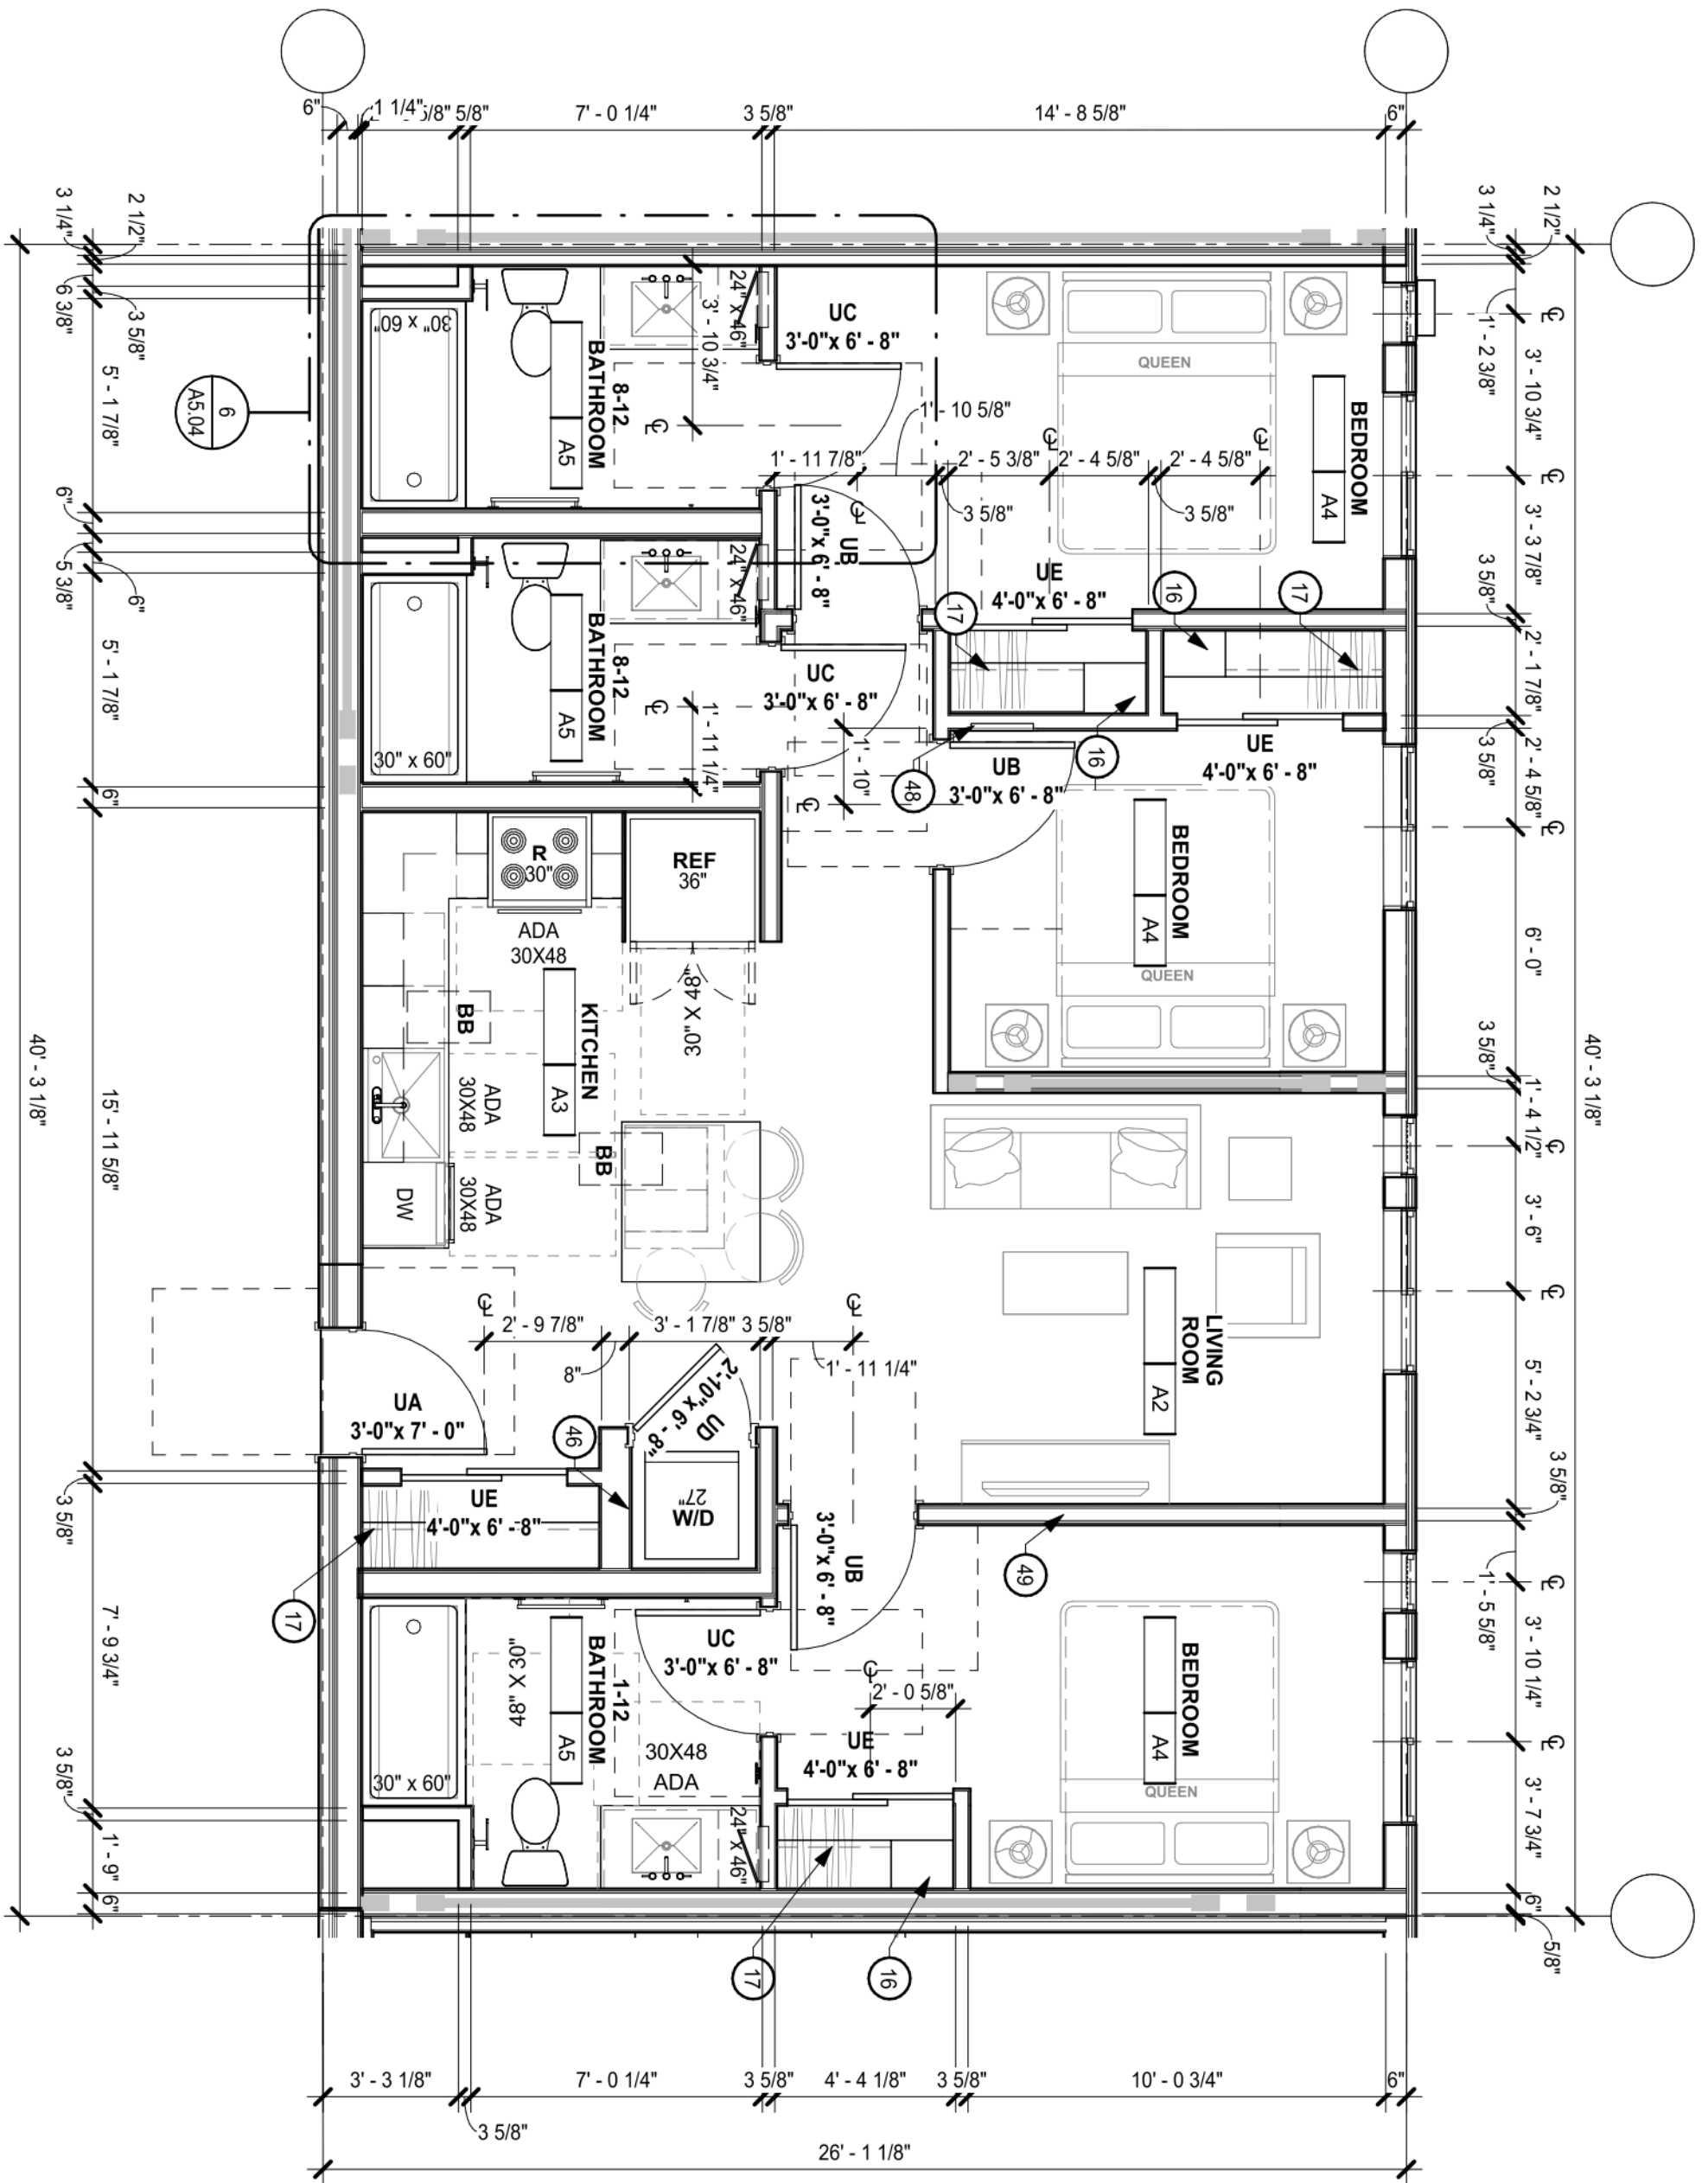 6"
1 1/4"
5/8"
5/8"
7' - 0 1/4"
3 5/8"
14' - 8 5/8"
6"
3 1/4"
2 1/2"
6 3/8"
3 5/8"
5' - 1 7/8"
6"
5 3/8"
6"
5' - 1 7/8"
6"
15' - 11 5/8"
3 5/8"
7' - 9 3/4"
3 5/8"
1' - 9"
6"
40' - 3 1/8"
2 1/2"
3 1/4"
1' - 2 3/8"
3' - 10 3/4"
3' - 3 7/8"
3 5/8"
2' - 1 7/8"
3 5/8"
2' - 4 5/8"
6' - 0"
3 5/8"
1' - 4 1/2"
3' - 6"
5' - 2 3/4"
3 5/8"
1' - 5 5/8"
3' - 10 1/4"
3' - 7 3/4"
6"
5/8"
40' - 3 1/8"
6
A5.04
30" x 60"
8-12
BATHROOM
A5
24" x 46"
3' - 10 3/4"
℄
UC
3'-0"x 6' - 8"
QUEEN
BEDROOM
A4
1' - 10 5/8"
1' - 11 7/8"
2' - 5 3/8"
2' - 4 5/8"
2' - 4 5/8"
3 5/8"
3 5/8"
UB
3'-0"x 6' - 8"
UE
4'-0"x 6' - 8"
17
16
17
16
48
30" x 60"
8-12
BATHROOM
A5
24" x 46"
UC
3'-0"x 6' - 8"
1' - 11 1/4"
1' - 10"
UB
3'-0"x 6' - 8"
UE
4'-0"x 6' - 8"
BEDROOM
A4
QUEEN
R
30"
REF
36"
ADA
30X48
30" X 48"
KITCHEN
A3
BB
ADA
30X48
BB
ADA
30X48
DW
LIVING
ROOM
A2
2' - 9 7/8"
8"
3' - 1 7/8"
3 5/8"
1' - 11 1/4"
UA
3'-0"x 7' - 0"
46
UD
2'-10"x 6' - 8"
27"
W/D
UE
4'-0"x 6' - 8"
17
UB
3'-0"x 6' - 8"
49
30" x 60"
48" X 30"
1-12
BATHROOM
A5
UC
3'-0"x 6' - 8"
30X48
ADA
24" x 46"
2' - 0 5/8"
UE
4'-0"x 6' - 8"
BEDROOM
A4
QUEEN
17
16
3' - 3 1/8"
3 5/8"
7' - 0 1/4"
3 5/8"
4' - 4 1/8"
3 5/8"
10' - 0 3/4"
6"
26' - 1 1/8"